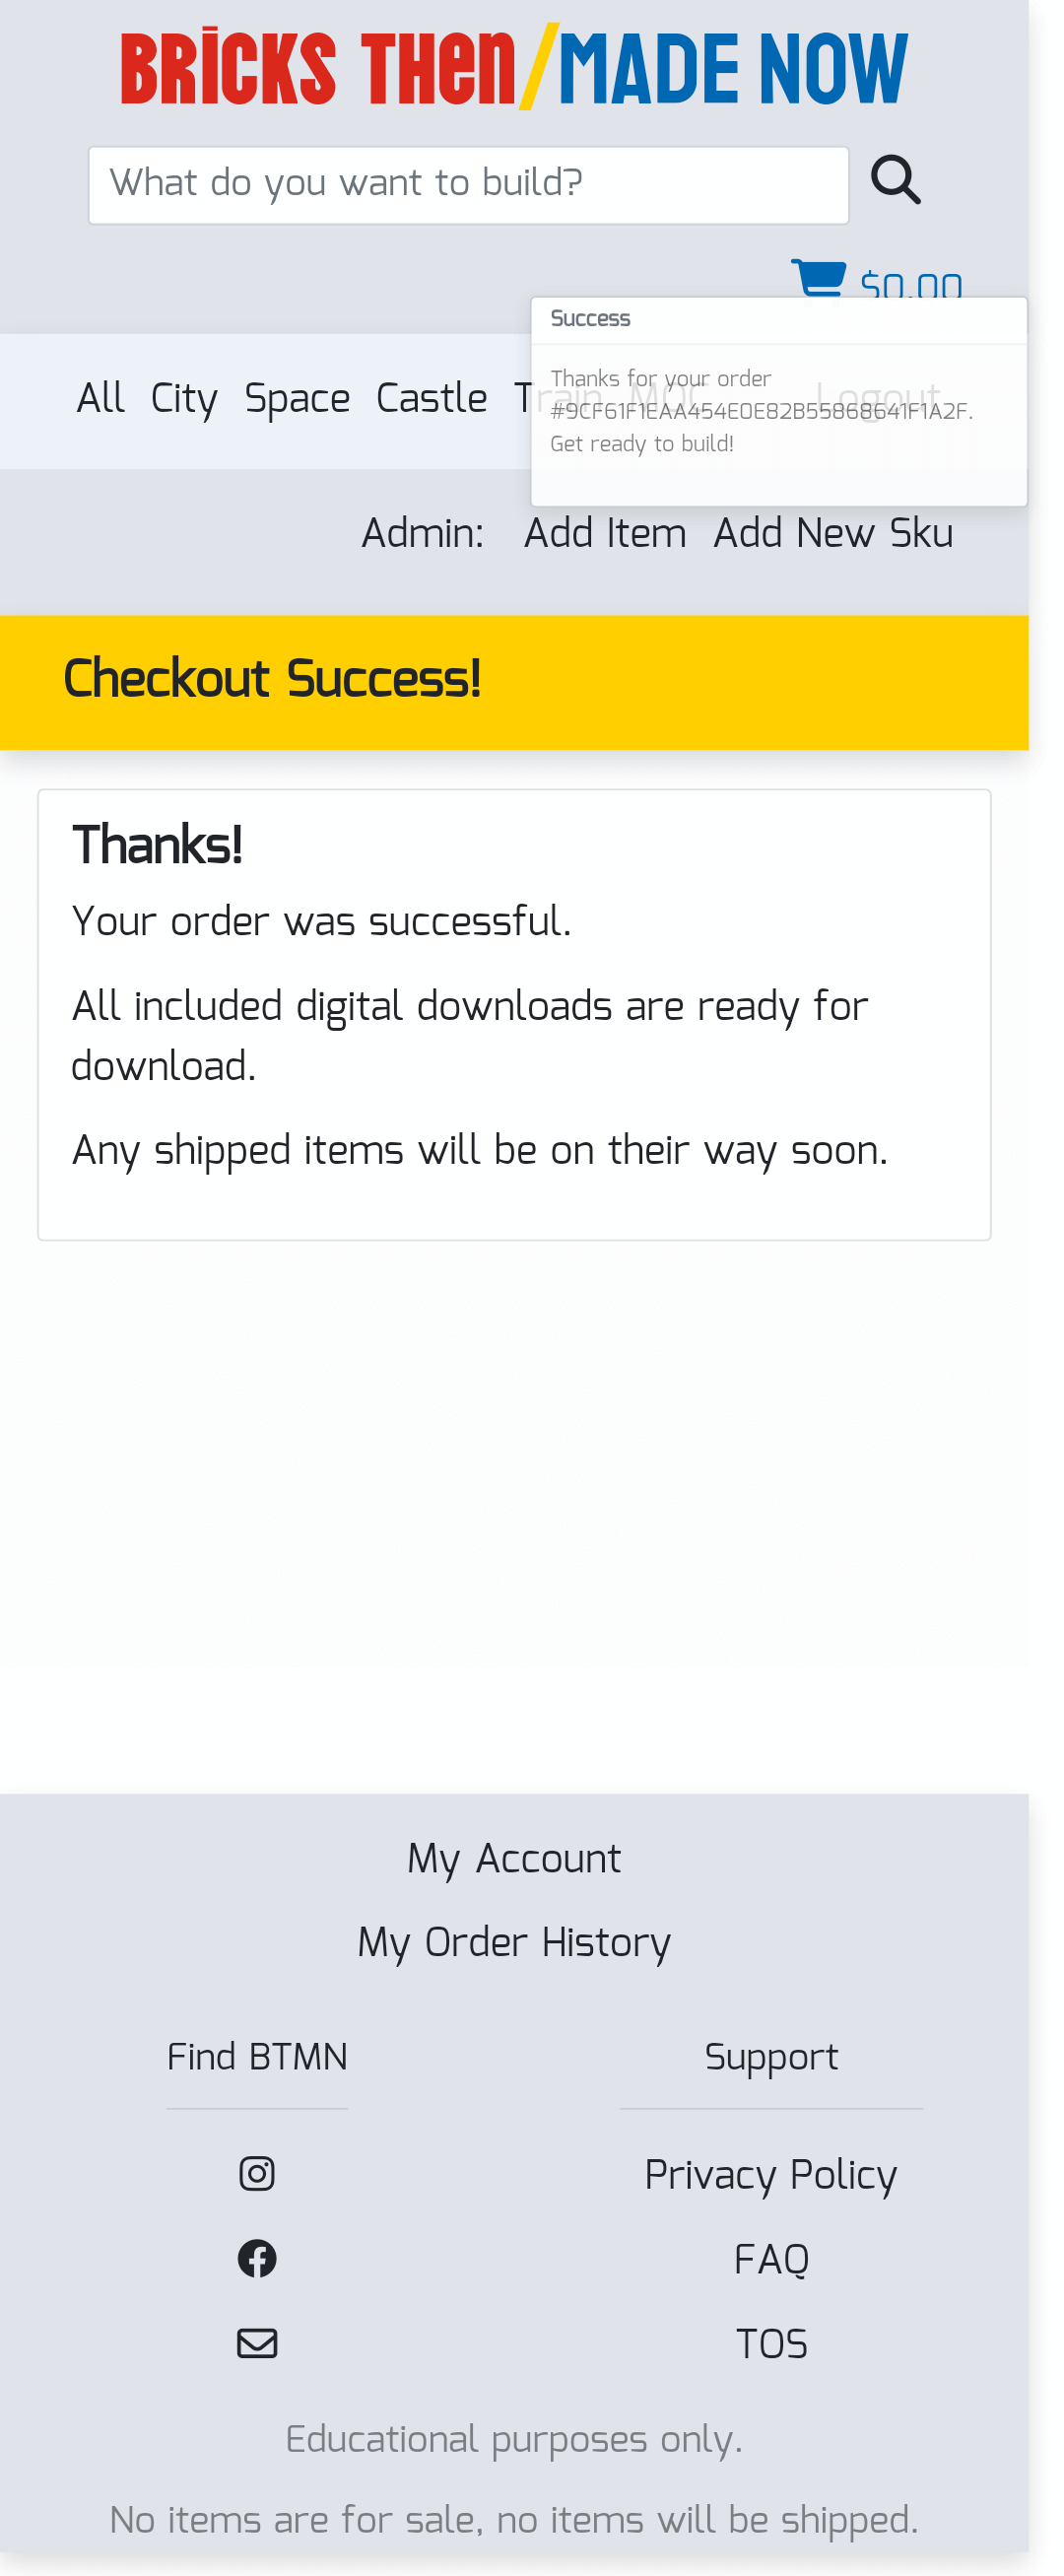 BRICKS THEN/MADE NOW
What do you want to build?
$0.00
Success
Thanks for your order
#9CF61F1EAA454E0E82B55868641F1A2F.
Get ready to build!
All City Space Castle Train MOC Logout
Admin: Add Item Add New Sku
Checkout Success!
Thanks!
Your order was successful.
All included digital downloads are ready for
download.
Any shipped items will be on their way soon.
My Account
My Order History
Find BTMN
Support
Privacy Policy
FAQ
TOS
Educational purposes only.
No items are for sale, no items will be shipped.